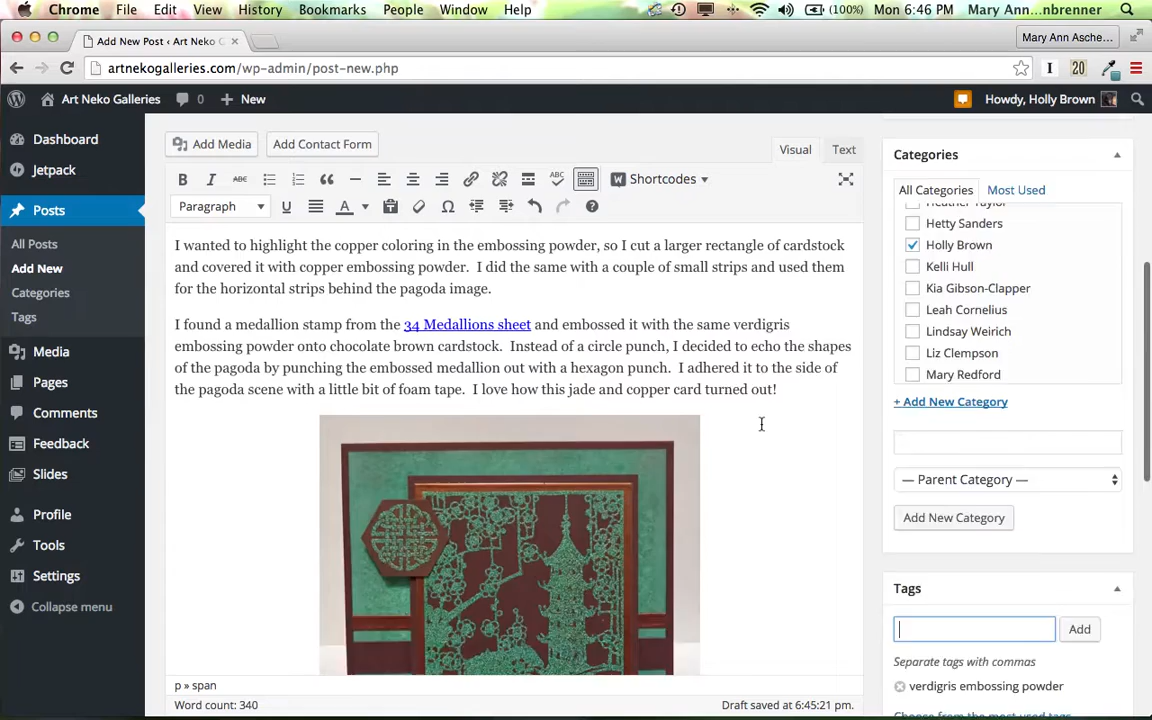 Chrome File Edit View History Bookmarks People Window Help (100%) Mon 6:46 PM Mary Ann...nbrenner
Add New Post ‹ Art Neko G Mary Ann Asche...
artnekogalleries.com/wp-admin/post-new.php 20
Art Neko Galleries 0 New Howdy, Holly Brown
Dashboard
Jetpack
Posts
All Posts
Add New
Categories
Tags
Media
Pages
Comments
Feedback
Slides
Profile
Tools
Settings
Collapse menu
Add Media Add Contact Form Visual Text
B I ABC ABC Shortcodes
Paragraph U A
I wanted to highlight the copper coloring in the embossing powder, so I cut a larger rectangle of cardstock
and covered it with copper embossing powder. I did the same with a couple of small strips and used them
for the horizontal strips behind the pagoda image.
I found a medallion stamp from the 34 Medallions sheet and embossed it with the same verdigris
embossing powder onto chocolate brown cardstock. Instead of a circle punch, I decided to echo the shapes
of the pagoda by punching the embossed medallion out with a hexagon punch. I adhered it to the side of
the pagoda scene with a little bit of foam tape. I love how this jade and copper card turned out!
p » span
Word count: 340 Draft saved at 6:45:21 pm.
Categories
All Categories Most Used
Heather Taylor
Hetty Sanders
Holly Brown
Kelli Hull
Kia Gibson-Clapper
Leah Cornelius
Lindsay Weirich
Liz Clempson
Mary Redford
+ Add New Category
— Parent Category —
Add New Category
Tags
Add
Separate tags with commas
verdigris embossing powder
Choose from the most used tags